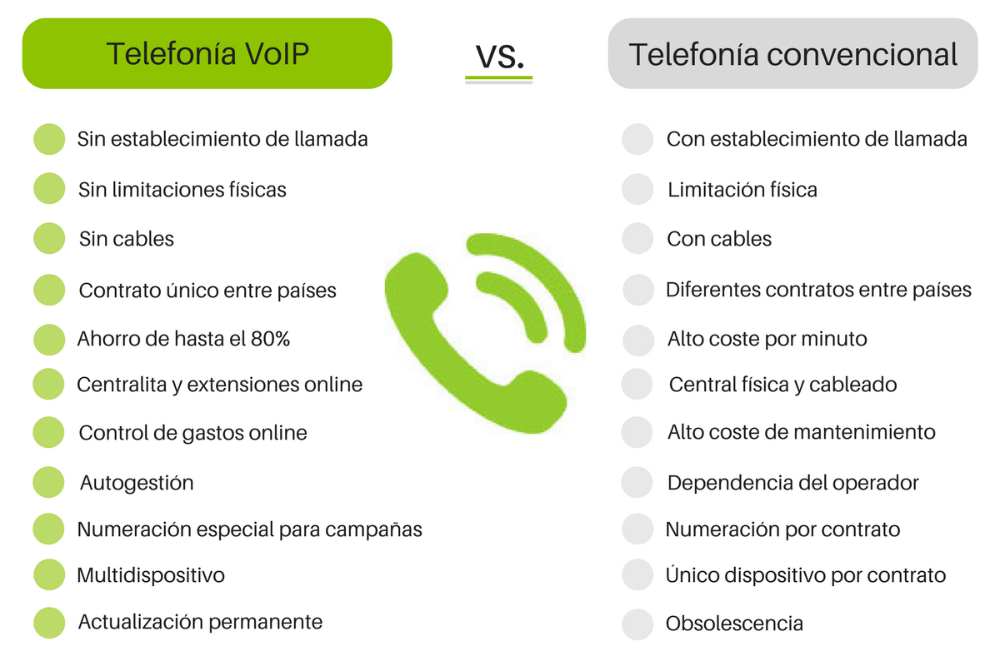 Telefonía VoIP
vs.
Telefonía convencional
Sin establecimiento de llamada
Sin limitaciones físicas
Sin cables
Contrato único entre países
Ahorro de hasta el 80%
Centralita y extensiones online
Control de gastos online
Autogestión
Numeración especial para campañas
Multidispositivo
Actualización permanente
Con establecimiento de llamada
Limitación física
Con cables
Diferentes contratos entre países
Alto coste por minuto
Central física y cableado
Alto coste de mantenimiento
Dependencia del operador
Numeración por contrato
Único dispositivo por contrato
Obsolescencia